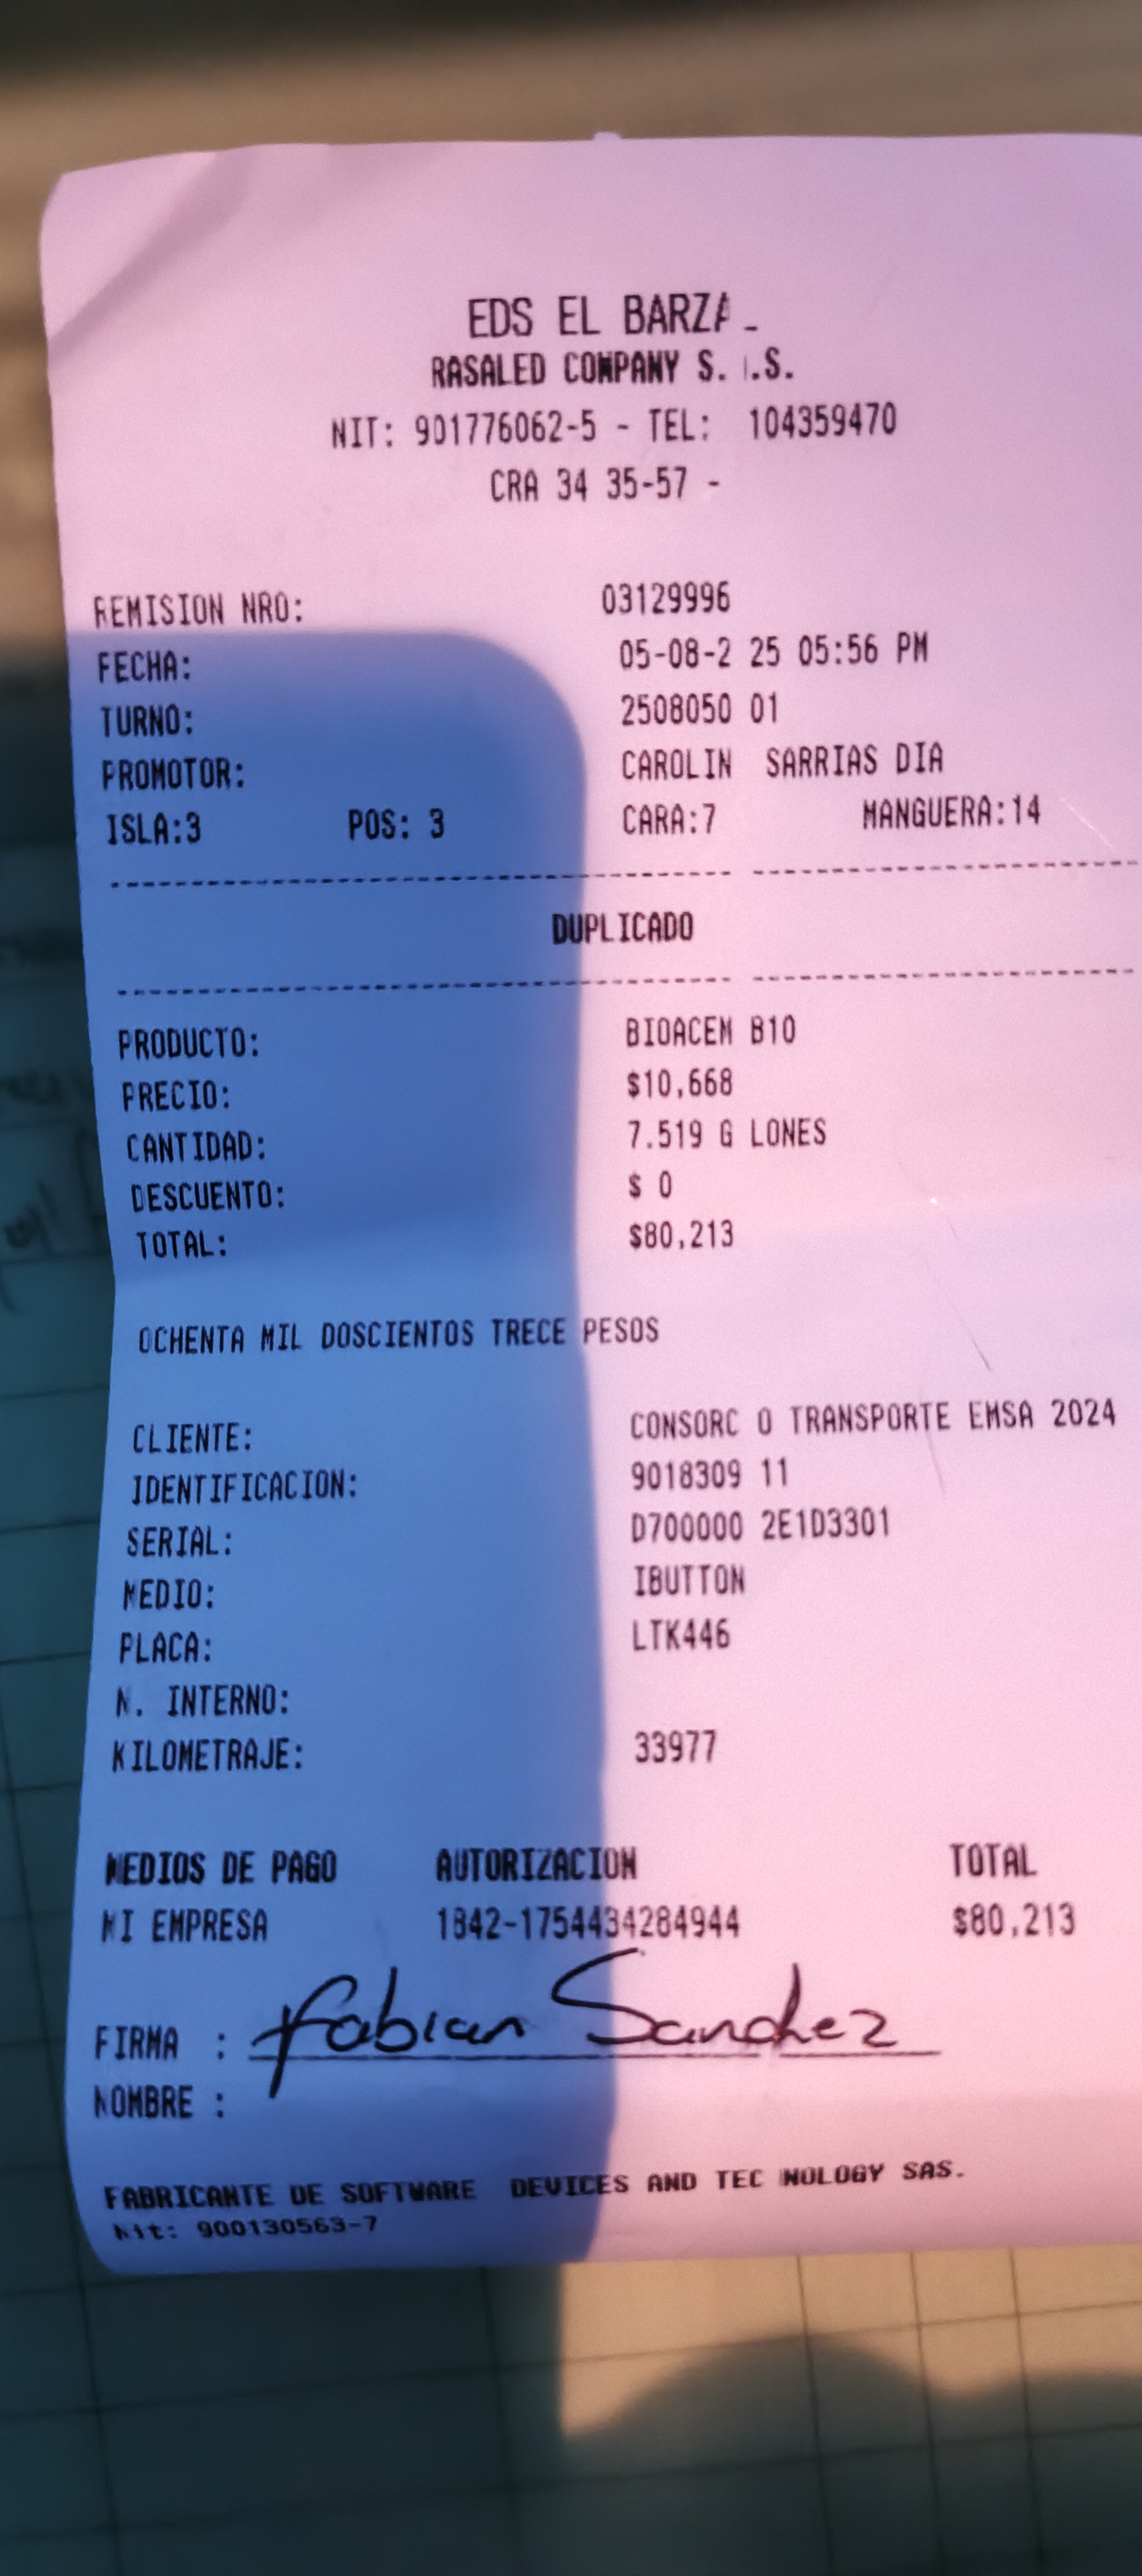 EDS EL BARZA
RASALED COMPANY S. .S.
NIT: 901776062-5 - TEL: 104359470
CRA 34 35-57 -
REMISION NRO: 03129996
FECHA: 05-08-2 25 05:56 PM
TURNO: 2508050 01
PROMOTOR: CAROLIN SARRIAS DIA
ISLA:3 POS: 3 CARA:7 MANGUERA:14
DUPLICADO
PRODUCTO: BIOACEM B10
PRECIO: $10,668
CANTIDAD: 7.519 G LONES
DESCUENTO: $ 0
TOTAL: $80,213
OCHENTA MIL DOSCIENTOS TRECE PESOS
CLIENTE: CONSORC O TRANSPORTE EMSA 2024
IDENTIFICACION: 9018309 11
SERIAL: D700000 2E1D3301
MEDIO: IBUTTON
PLACA: LTK446
N. INTERNO:
KILOMETRAJE: 33977
MEDIOS DE PAGO AUTORIZACION TOTAL
MI EMPRESA 1842-1754434284944 $80,213
FIRMA : Fabian Sanchez
NOMBRE :
FABRICANTE DE SOFTWARE DEVICES AND TEC NOLOGY SAS.
Nit: 900130563-7